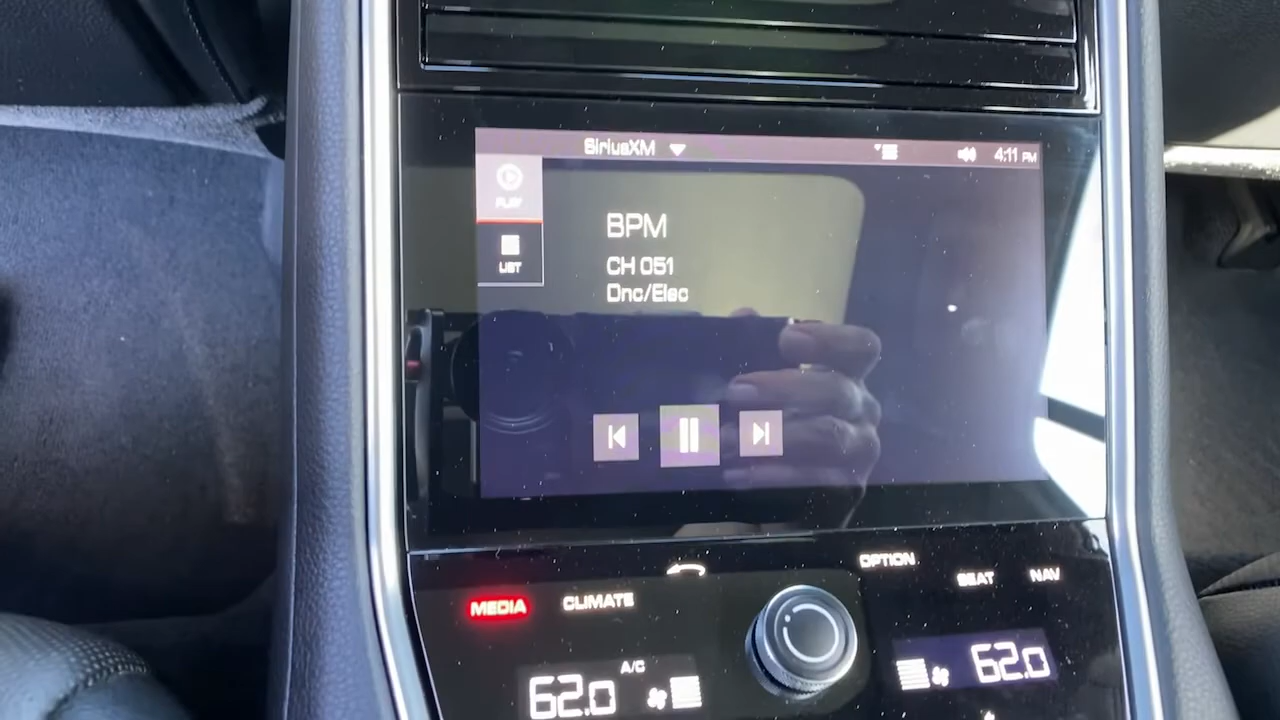 SiriusXM
4:11 PM
PLAY
BPM
LIST
CH 051
Dnc/Elec
OPTION
SEAT
NAV
MEDIA
CLIMATE
A/C
62.0
62.0